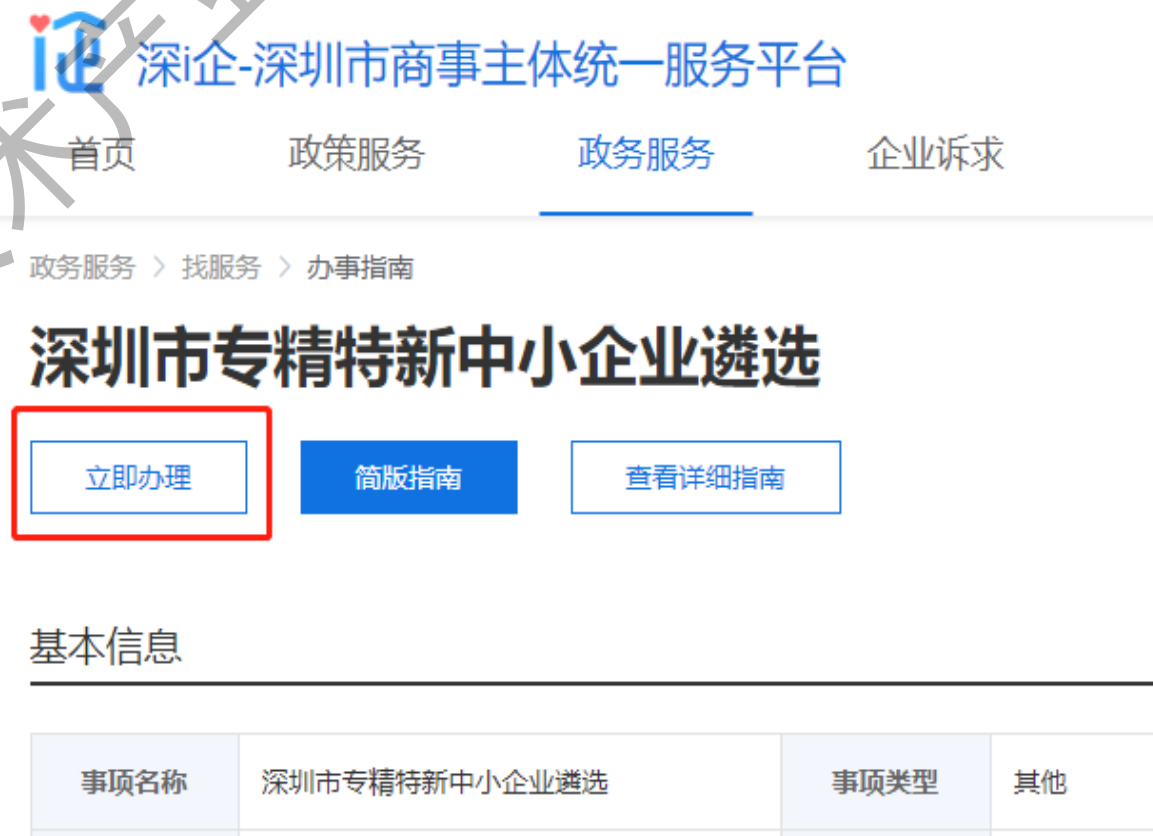 深i企-深圳市商事主体统一服务平台
首页 政策服务 政务服务 企业诉求
政务服务 > 找服务 > 办事指南
深圳市专精特新中小企业遴选
立即办理 简版指南 查看详细指南
基本信息
事项名称 深圳市专精特新中小企业遴选 事项类型 其他